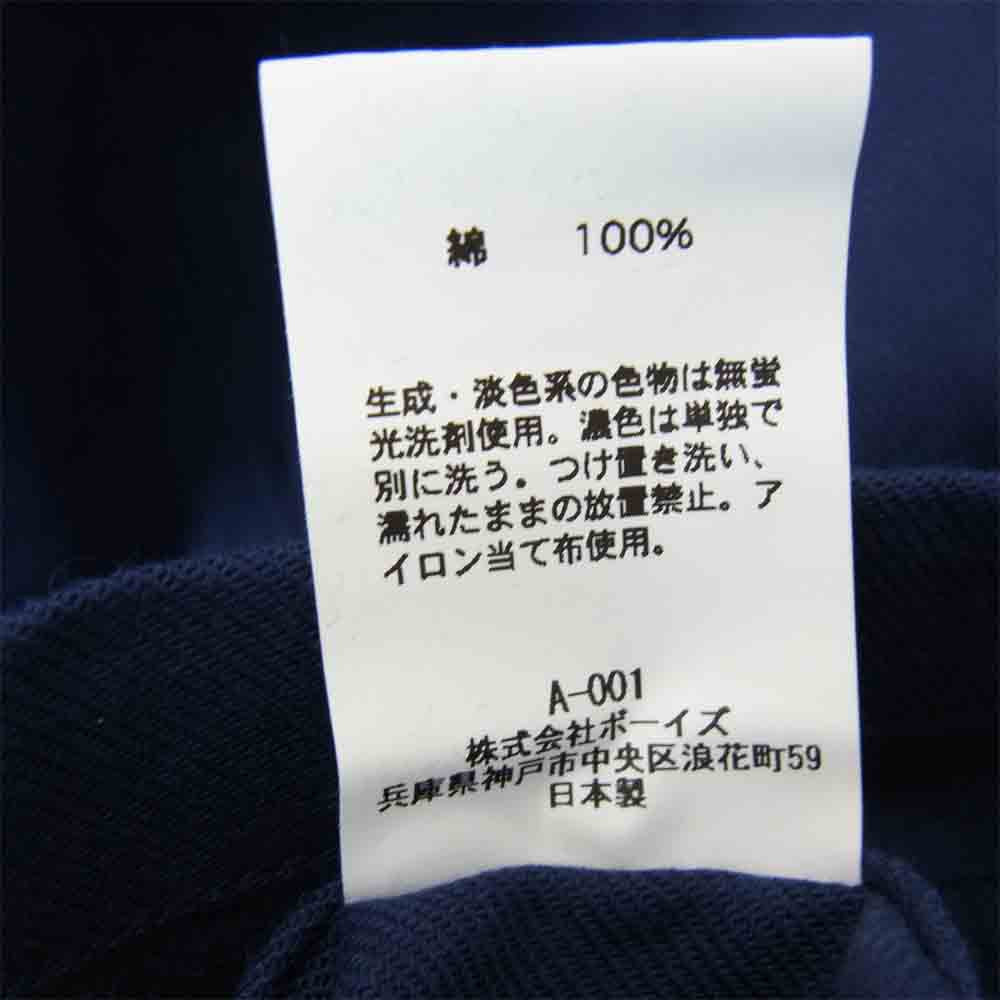 綿 100%
生成・淡色系の色物は無蛍
光洗剤使用。濃色は単独で
別に洗う。つけ置き洗い、
濡れたままの放置禁止。ア
イロン当て布使用。
A-001
株式会社ボーイズ
兵庫県神戸市中央区浪花町59
日本製